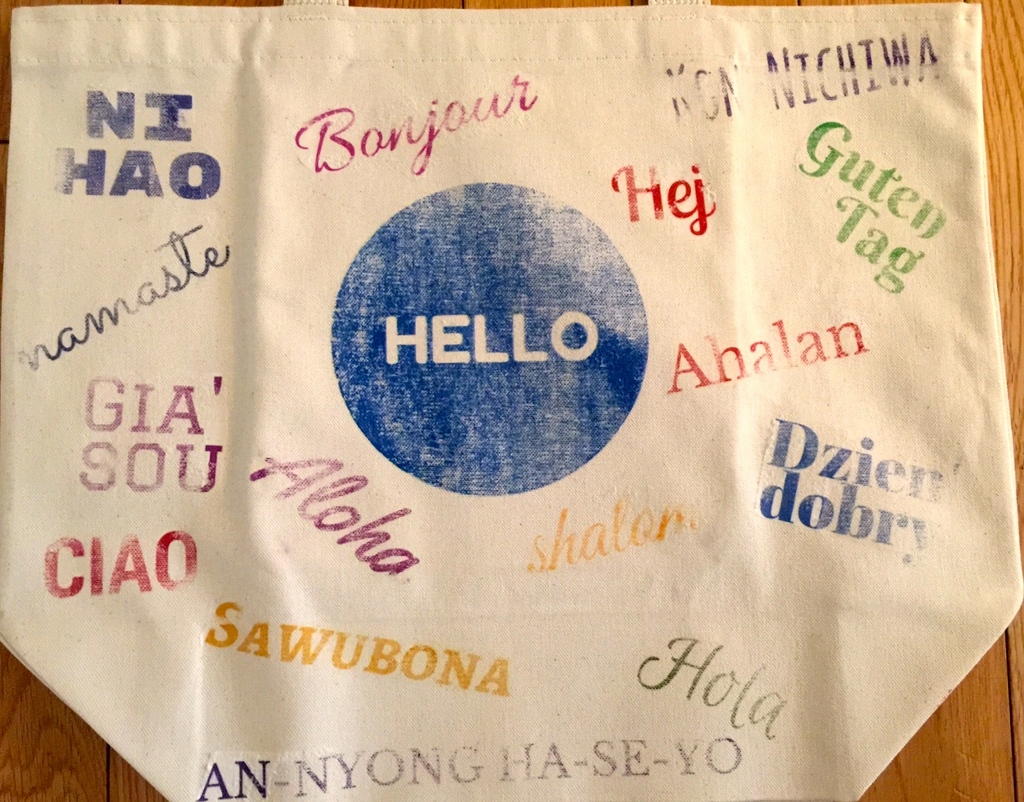 KON NICHIWA
NI
HAO
Bonjour
Hej
Guten
Tag
namaste
HELLO
Ahalan
GIA'
SOU
Aloha
Dzien'
dobry
shalom
CIAO
SAWUBONA
Hola
AN-NYONG HA-SE-YO